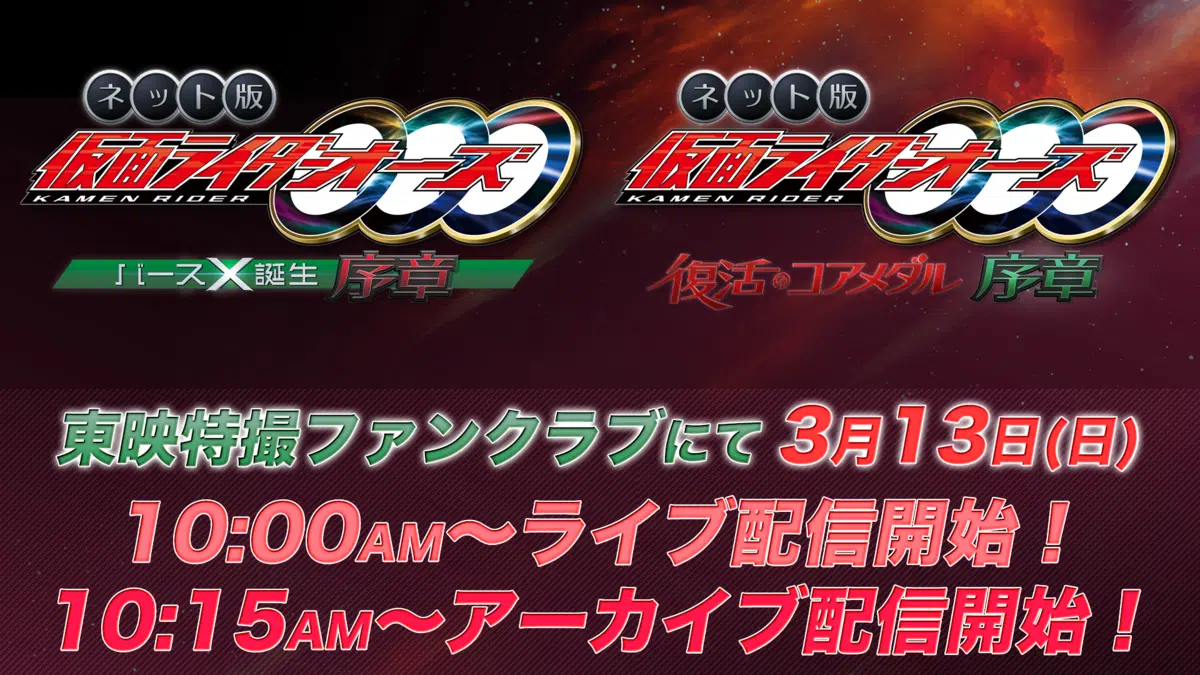 ネット版
仮面ライダーオーズ
KAMEN RIDER
バースX誕生 序章
ネット版
仮面ライダーオーズ
KAMEN RIDER
復活のコアメダル 序章
東映特撮ファンクラブにて 3月13日(日)
10:00AM〜ライブ配信開始！
10:15AM〜アーカイブ配信開始！